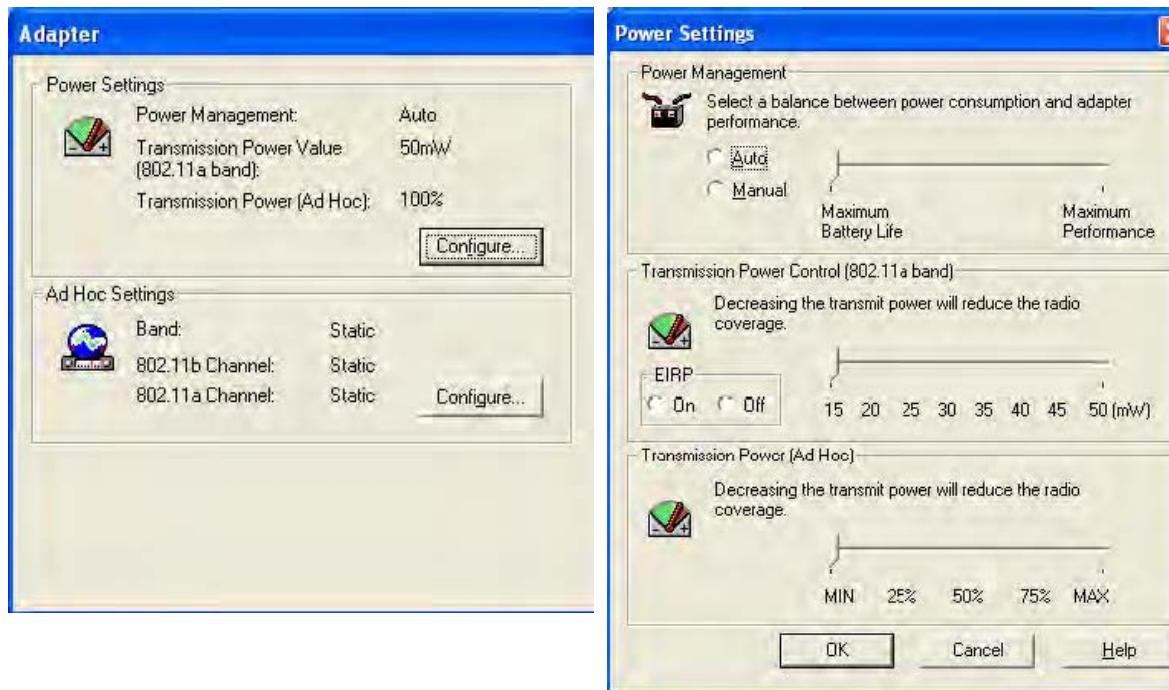 Adapter
Power Settings
Power Management: Auto
Transmission Power Value 50mW
(802.11a band):
Transmission Power (Ad Hoc): 100%
Configure...
Ad Hoc Settings
Band: Static
802.11b Channel: Static
802.11a Channel: Static
Configure...
Power Settings
Power Management
Select a balance between power consumption and adapter
performance.
Auto
Manual
Maximum Maximum
Battery Life Performance
Transmission Power Control (802.11a band)
Decreasing the transmit power will reduce the radio
coverage.
EIRP
On Off
15 20 25 30 35 40 45 50 (mW)
Transmission Power (Ad Hoc)
Decreasing the transmit power will reduce the radio
coverage.
MIN 25% 50% 75% MAX
OK Cancel Help